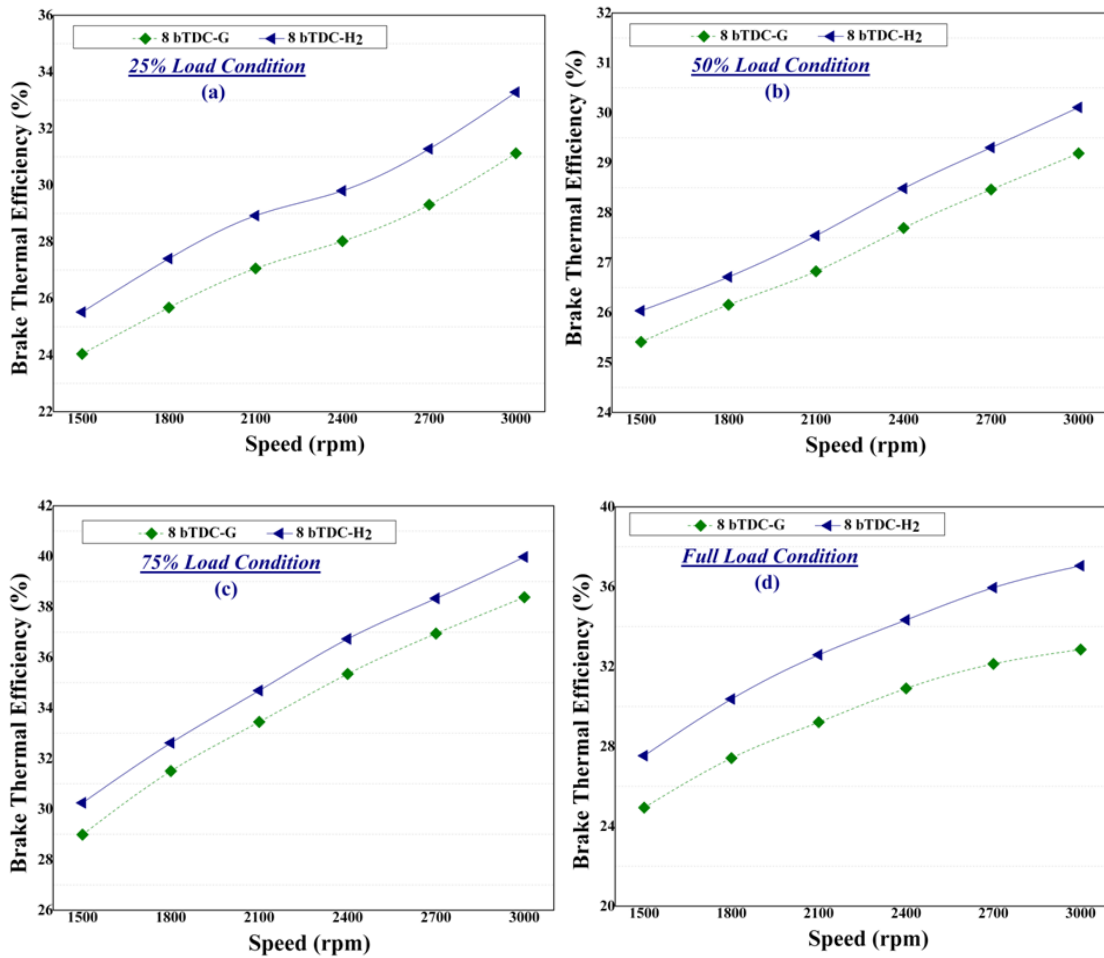 8 bTDC-G 8 bTDC-H2
25% Load Condition
(a)
Brake Thermal Efficiency (%)
36
34
32
30
28
26
24
22
1500 1800 2100 2400 2700 3000
Speed (rpm)
8 bTDC-G 8 bTDC-H2
50% Load Condition
(b)
Brake Thermal Efficiency (%)
32
31
30
29
28
27
26
25
24
1500 1800 2100 2400 2700 3000
Speed (rpm)
8 bTDC-G 8 bTDC-H2
75% Load Condition
(c)
Brake Thermal Efficiency (%)
42
40
38
36
34
32
30
28
26
1500 1800 2100 2400 2700 3000
Speed (rpm)
8 bTDC-G 8 bTDC-H2
Full Load Condition
(d)
Brake Thermal Efficiency (%)
40
36
32
28
24
20
1500 1800 2100 2400 2700 3000
Speed (rpm)